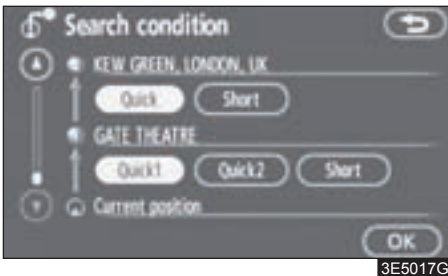 Search condition
KEW GREEN, LONDON, UK
Quick Short
GATE THEATRE
Quick1 Quick2 Short
Current position
OK
3E5017G